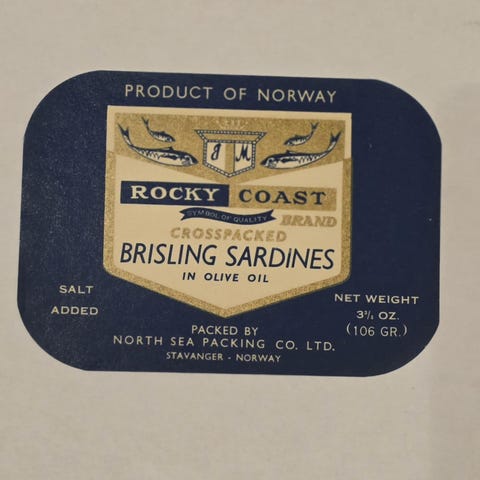 PRODUCT OF NORWAY
J M
ROCKY COAST
SYMBOL OF QUALITY
BRAND
CROSSPACKED
BRISLING SARDINES
IN OLIVE OIL
SALT
ADDED
NET WEIGHT
3¾ OZ.
(106 GR.)
PACKED BY
NORTH SEA PACKING CO. LTD.
STAVANGER - NORWAY